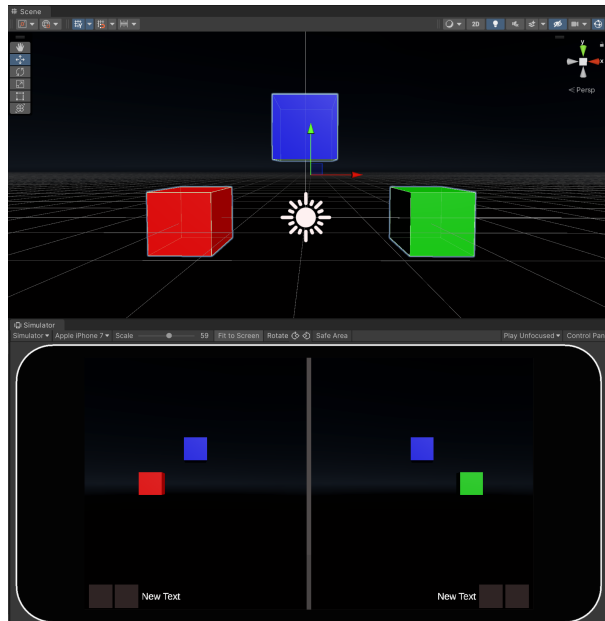 Scene
2D
y
x
Persp
Simulator
Simulator Apple iPhone 7 Scale 59 Fit to Screen Rotate Safe Area Play Unfocused Control Pan
New Text New Text